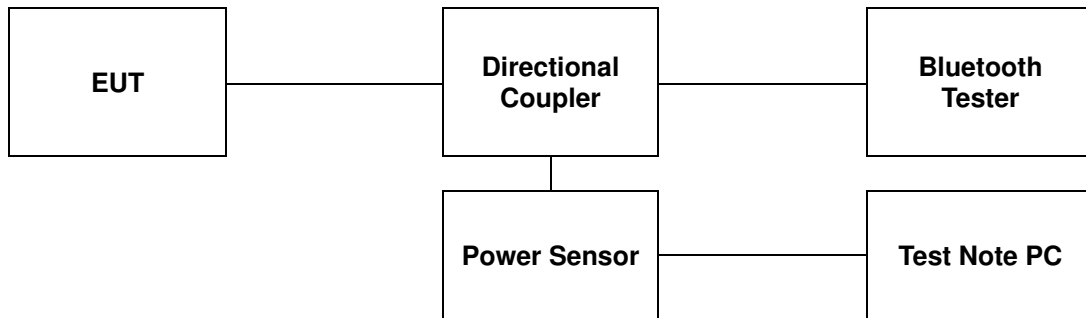 EUT
Directional
Coupler
Bluetooth
Tester
Power Sensor
Test Note PC